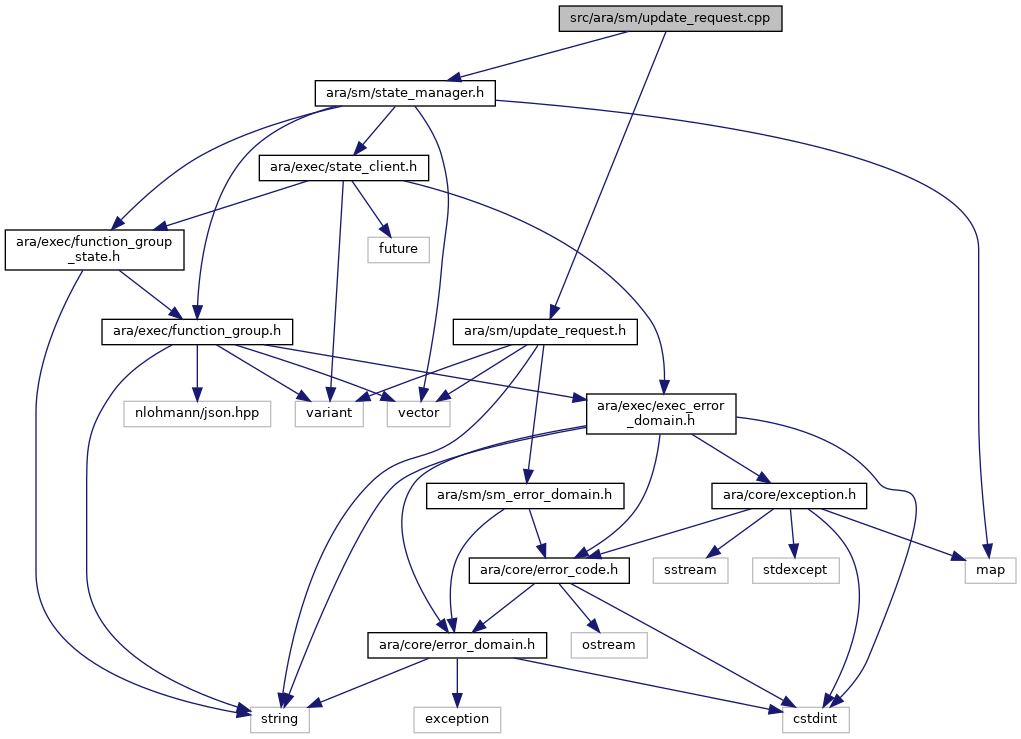 src/ara/sm/update_request.cpp
ara/sm/state_manager.h
ara/exec/state_client.h
ara/exec/function_group
_state.h
future
ara/exec/function_group.h
ara/sm/update_request.h
nlohmann/json.hpp
variant
vector
ara/exec/exec_error
_domain.h
ara/sm/sm_error_domain.h
ara/core/exception.h
ara/core/error_code.h
sstream
stdexcept
map
ara/core/error_domain.h
ostream
string
exception
cstdint